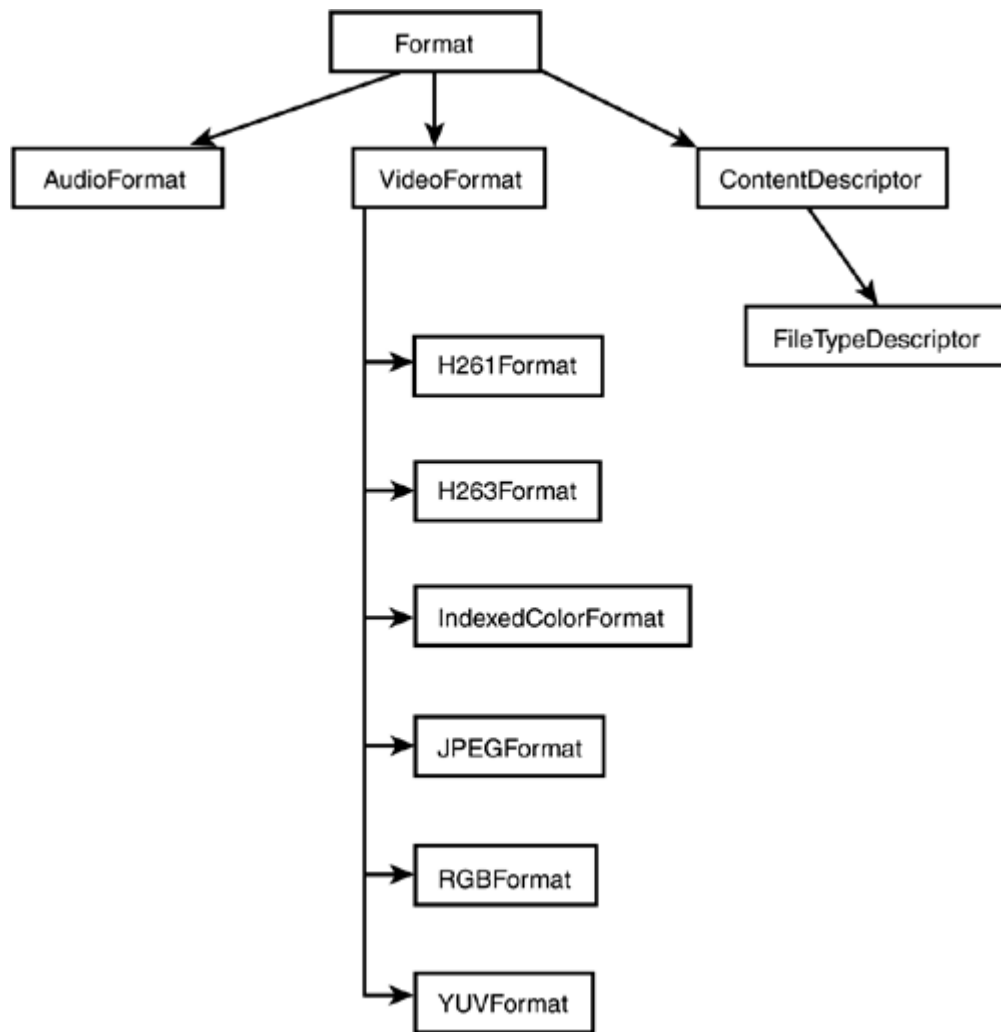 Format
AudioFormat
VideoFormat
ContentDescriptor
FileTypeDescriptor
H261Format
H263Format
IndexedColorFormat
JPEGFormat
RGBFormat
YUVFormat